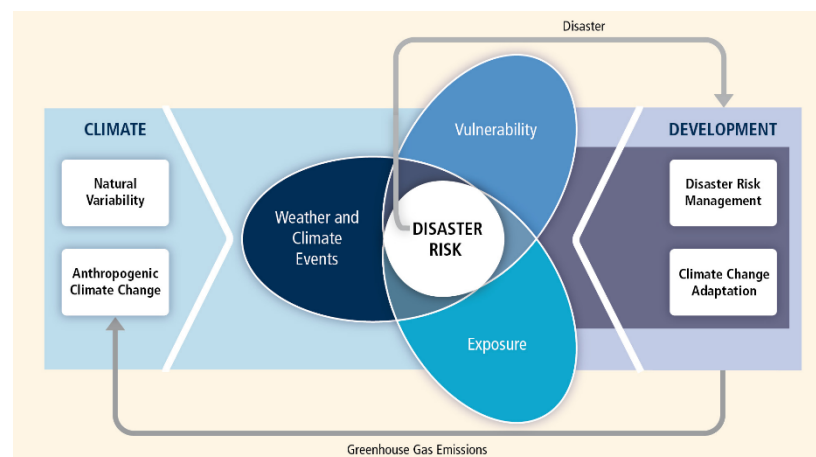 Disaster
CLIMATE
Natural
Variability
Anthropogenic
Climate Change
Weather and
Climate
Events
Vulnerability
DISASTER
RISK
Exposure
DEVELOPMENT
Disaster Risk
Management
Climate Change
Adaptation
Greenhouse Gas Emissions